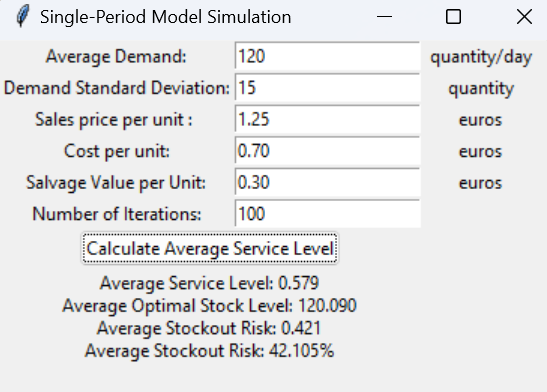 Single-Period Model Simulation
Average Demand: 120 quantity/day
Demand Standard Deviation: 15 quantity
Sales price per unit : 1.25 euros
Cost per unit: 0.70 euros
Salvage Value per Unit: 0.30 euros
Number of Iterations: 100
Calculate Average Service Level
Average Service Level: 0.579
Average Optimal Stock Level: 120.090
Average Stockout Risk: 0.421
Average Stockout Risk: 42.105%